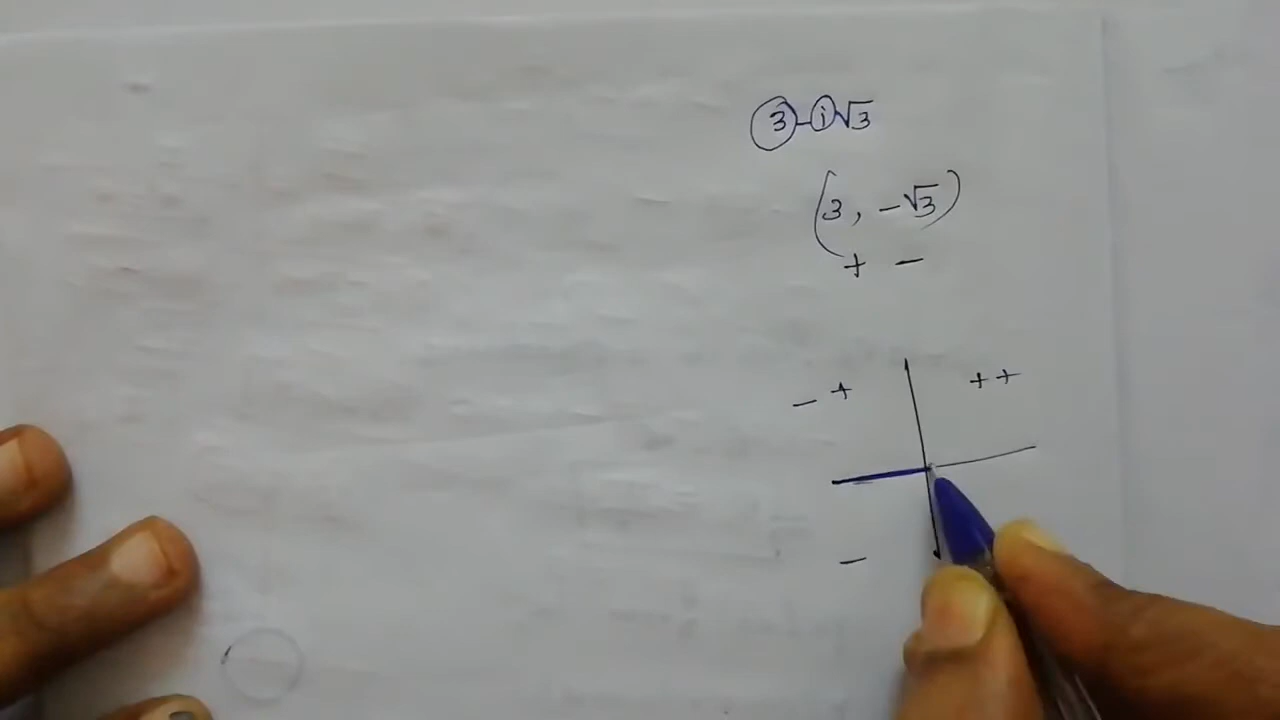 3-i√3
(3, -√3)
+ -
- + ++
-